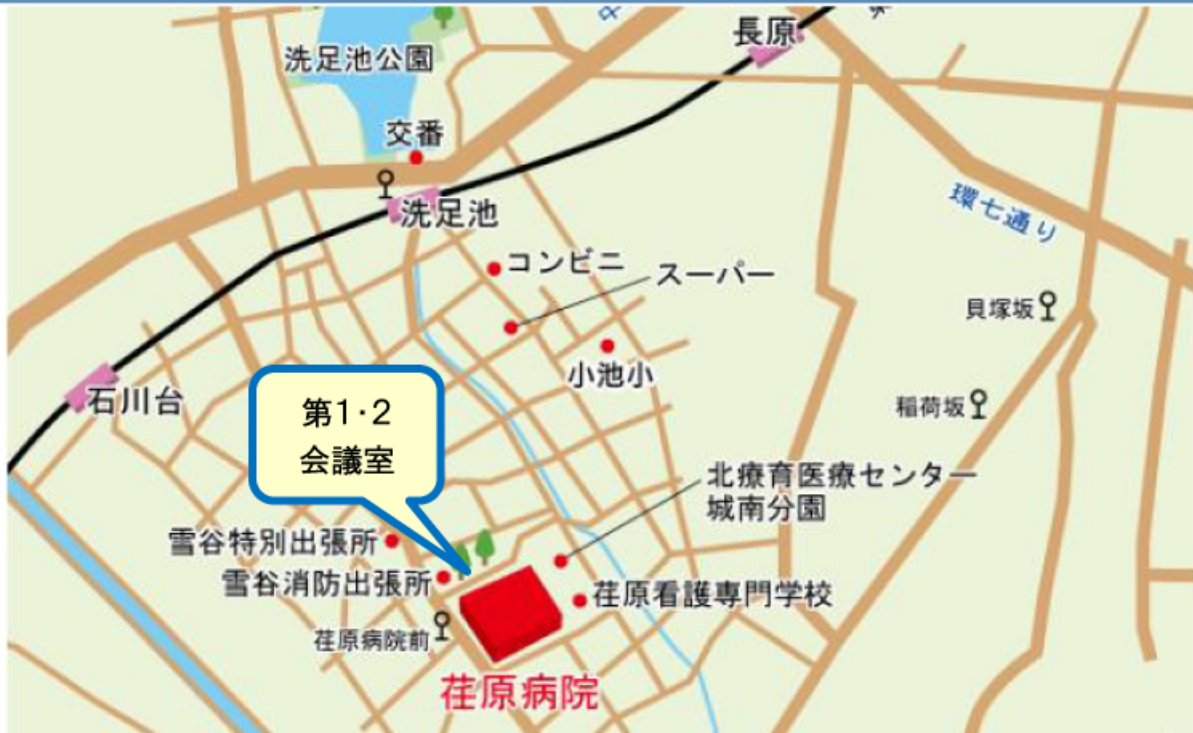 長原
洗足池公園
交番
洗足池
環七通り
コンビニ
スーパー
貝塚坂
小池小
石川台
稲荷坂
第1・2
会議室
北療育医療センター
城南分園
雪谷特別出張所
雪谷消防出張所
荏原看護専門学校
荏原病院前
荏原病院